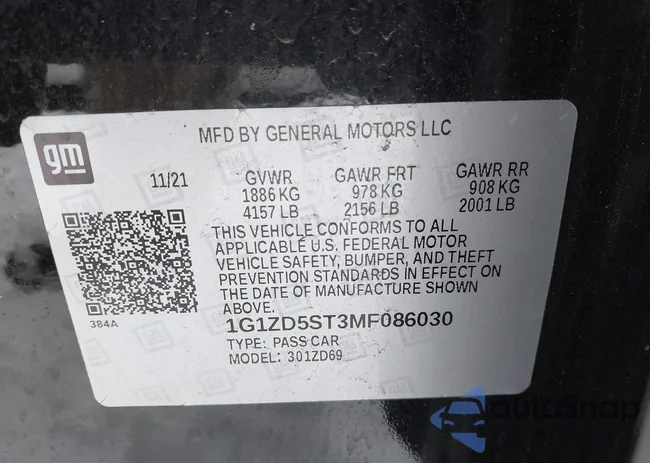 MFD BY GENERAL MOTORS LLC
gm
11/21 GVWR GAWR FRT GAWR RR
1886 KG 978 KG 908 KG
4157 LB 2156 LB 2001 LB
THIS VEHICLE CONFORMS TO ALL
APPLICABLE U.S. FEDERAL MOTOR
VEHICLE SAFETY, BUMPER, AND THEFT
PREVENTION STANDARDS IN EFFECT ON
THE DATE OF MANUFACTURE SHOWN
ABOVE.
384A
1G1ZD5ST3MF086030
TYPE: PASS CAR
MODEL: 301ZD69
autoSnap